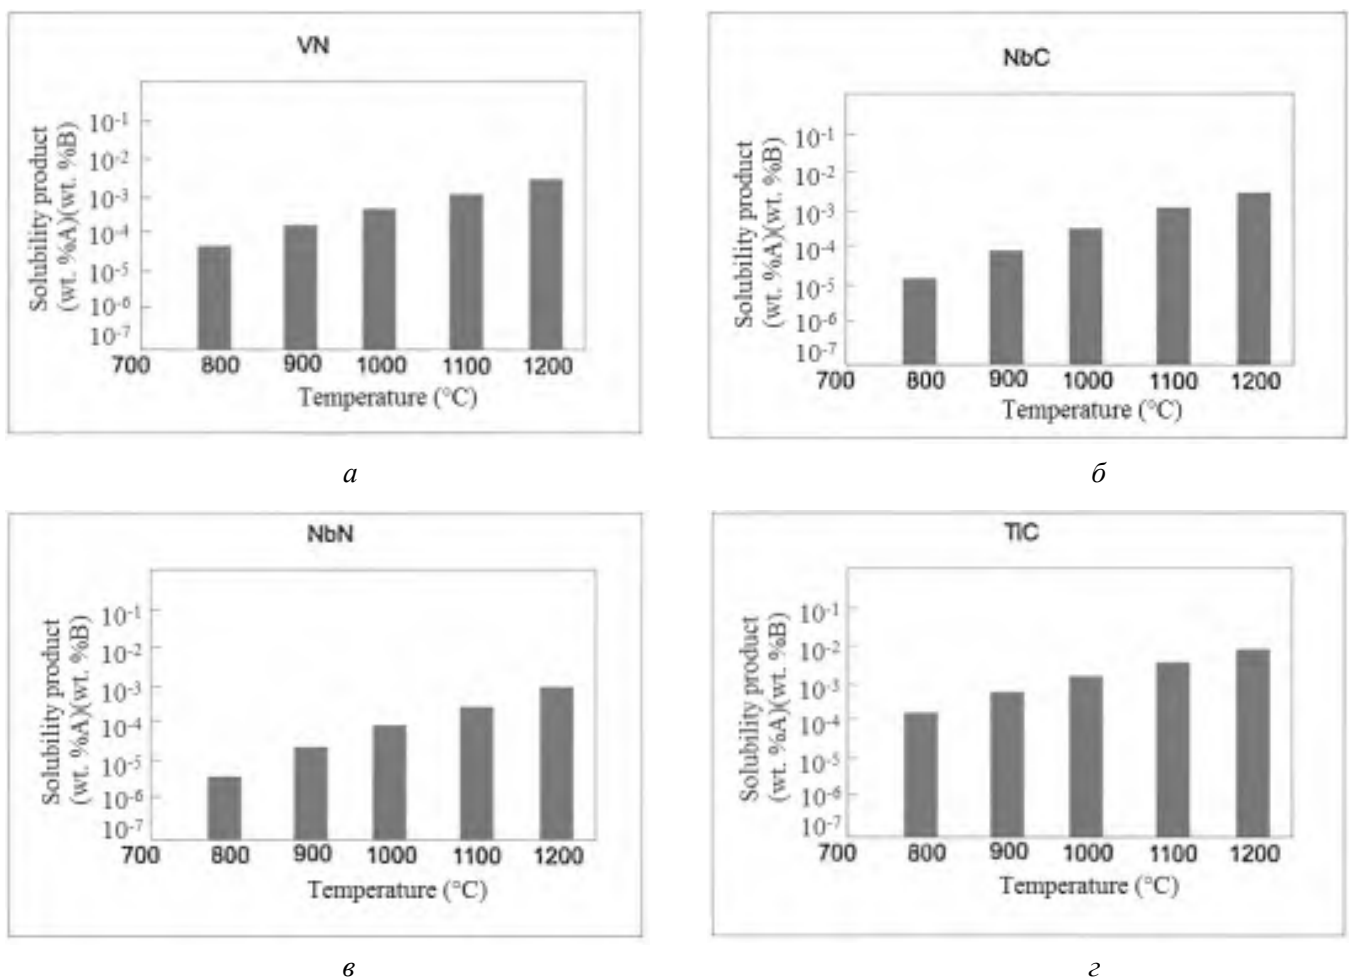 VN
Solubility product
(wt. %A)(wt. %B)
10-1
10-2
10-3
10-4
10-5
10-6
10-7
700 800 900 1000 1100 1200
Temperature (°C)
а
NbC
Solubility product
(wt. %A)(wt. %B)
10-1
10-2
10-3
10-4
10-5
10-6
10-7
700 800 900 1000 1100 1200
Temperature (°C)
б
NbN
Solubility product
(wt. %A)(wt. %B)
10-1
10-2
10-3
10-4
10-5
10-6
10-7
700 800 900 1000 1100 1200
Temperature (°C)
в
TiC
Solubility product
(wt. %A)(wt. %B)
10-1
10-2
10-3
10-4
10-5
10-6
10-7
700 800 900 1000 1100 1200
Temperature (°C)
г